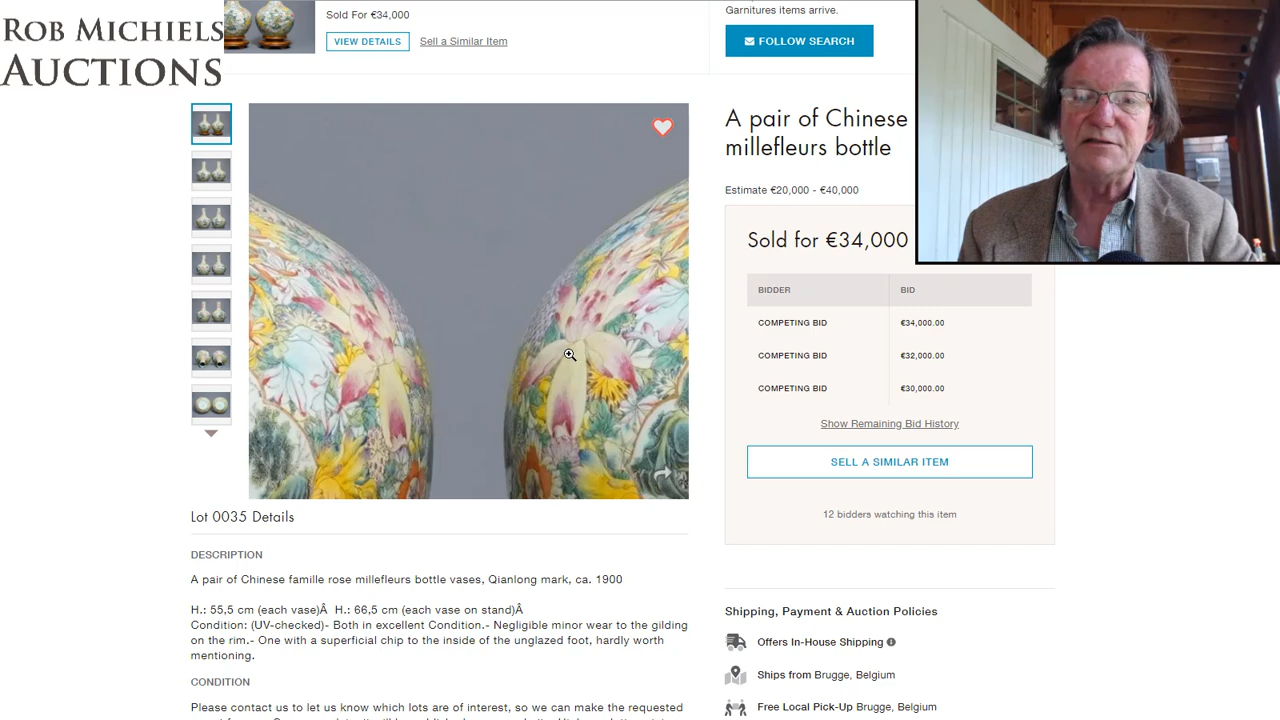 ROB MICHIELS
AUCTIONS
Sold For €34,000
VIEW DETAILS
Sell a Similar Item
Garnitures items arrive.
FOLLOW SEARCH
A pair of Chinese
millefleurs bottle
Estimate €20,000 - €40,000
Sold for €34,000
BIDDER BID
COMPETING BID €34,000.00
COMPETING BID €32,000.00
COMPETING BID €30,000.00
Show Remaining Bid History
SELL A SIMILAR ITEM
12 bidders watching this item
Lot 0035 Details
DESCRIPTION
A pair of Chinese famille rose millefleurs bottle vases, Qianlong mark, ca. 1900
H.: 55,5 cm (each vase)Â  H.: 66,5 cm (each vase on stand)Â
Condition: (UV-checked)- Both in excellent Condition.- Negligible minor wear to the gilding
on the rim.- One with a superficial chip to the inside of the unglazed foot, hardly worth
mentioning.
CONDITION
Please contact us to let us know which lots are of interest, so we can make the requested
Shipping, Payment & Auction Policies
Offers In-House Shipping
Ships from Brugge, Belgium
Free Local Pick-Up Brugge, Belgium